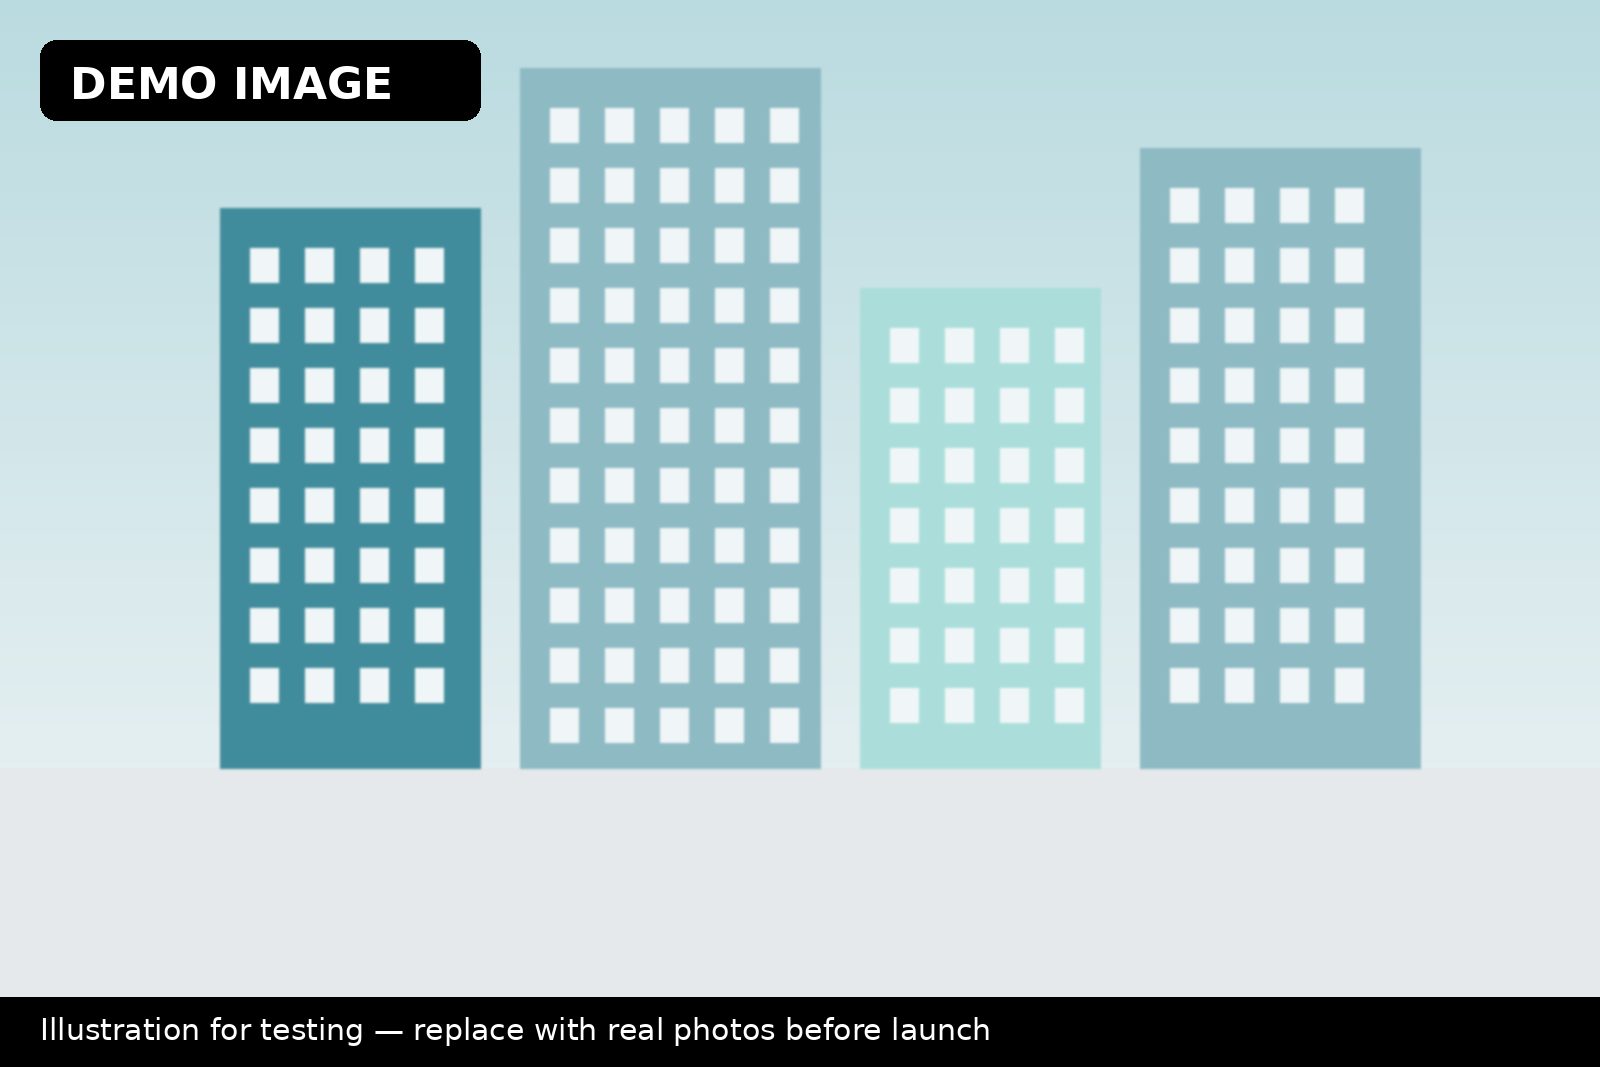 DEMO IMAGE
Illustration for testing — replace with real photos before launch